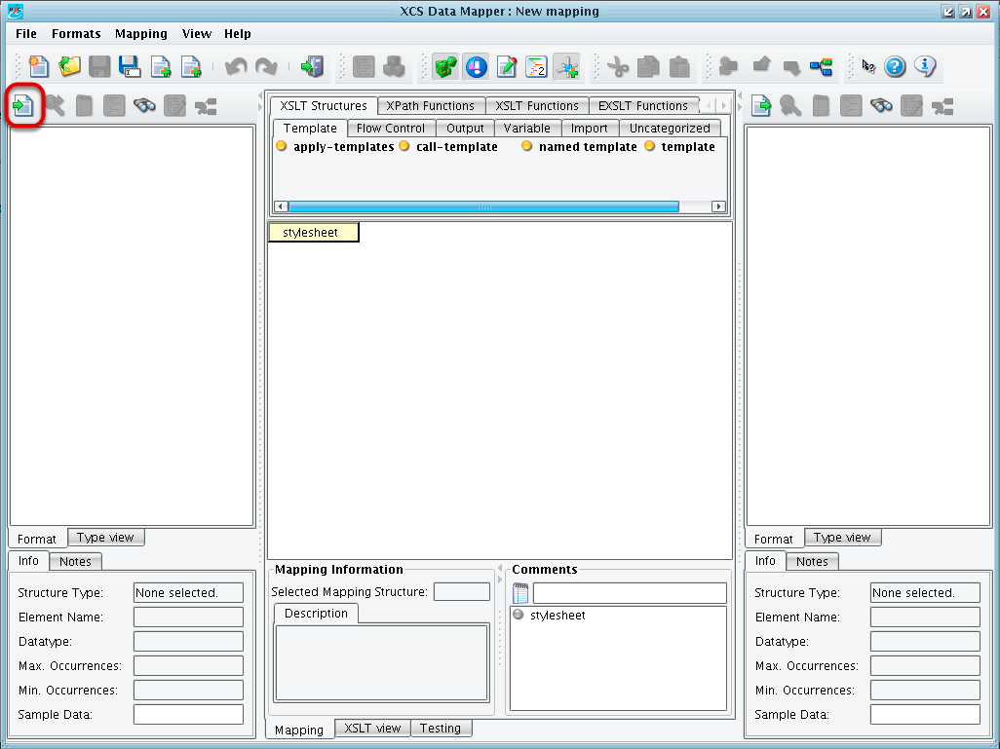 XCS Data Mapper : New mapping
File Formats Mapping View Help
XSLT Structures XPath Functions XSLT Functions EXSLT Functions
Template Flow Control Output Variable Import Uncategorized
apply-templates call-template named template template
stylesheet
Format Type view
Info Notes
Structure Type: None selected.
Element Name:
Datatype:
Max. Occurrences:
Min. Occurrences:
Sample Data:
Mapping Information
Selected Mapping Structure:
Description
Comments
stylesheet
Mapping XSLT view Testing
Format Type view
Info Notes
Structure Type: None selected.
Element Name:
Datatype:
Max. Occurrences:
Min. Occurrences:
Sample Data: